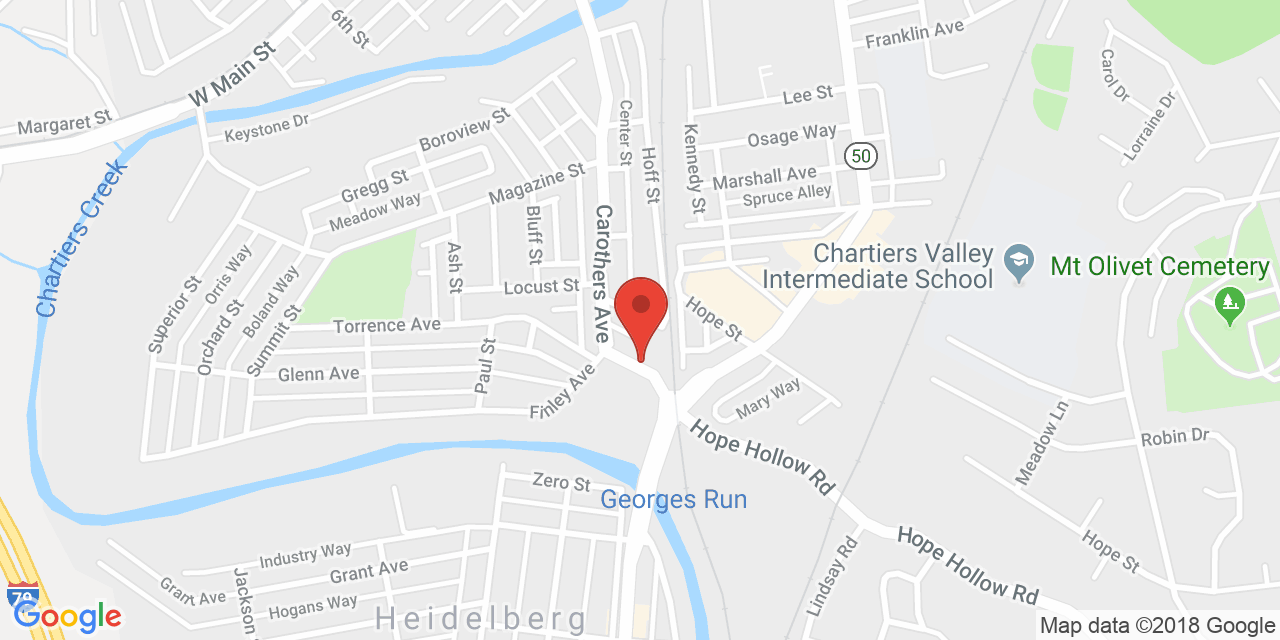 6th St
Franklin Ave
W Main St
Carol Dr
Lee St
Lorraine Dr
Margaret St
Keystone Dr
Boroview St
Center St
Hoff St
Kennedy St
Osage Way
50
Chartiers Creek
Gregg St
Meadow Way
Magazine St
Marshall Ave
Spruce Alley
Bluff St
Carothers Ave
Ash St
Chartiers Valley
Intermediate School
Mt Olivet Cemetery
Superior St
Orris Way
Orchard St
Boland Way
Summit St
Locust St
Hope St
Torrence Ave
Glenn Ave
Paul St
Finley Ave
Mary Way
Hope Hollow Rd
Meadow Ln
Robin Dr
Zero St
Georges Run
Industry Way
Grant Ave
Grant Ave
Jackson
Hogans Way
Heidelberg
Lindsay Rd
Hope Hollow Rd
Hope St
79
Google
Map data ©2018 Google